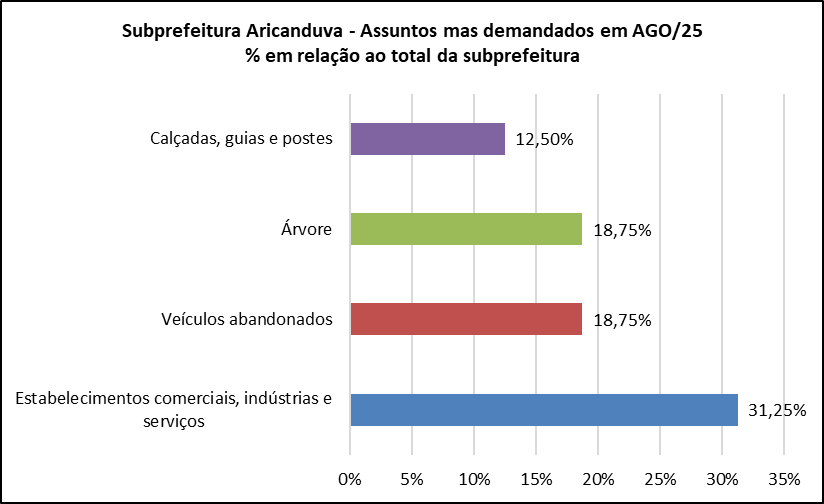 Subprefeitura Aricanduva - Assuntos mas demandados em AGO/25
% em relação ao total da subprefeitura
Calçadas, guias e postes
12,50%
Árvore
18,75%
Veículos abandonados
18,75%
Estabelecimentos comerciais, indústrias e
serviços
31,25%
0% 5% 10% 15% 20% 25% 30% 35%